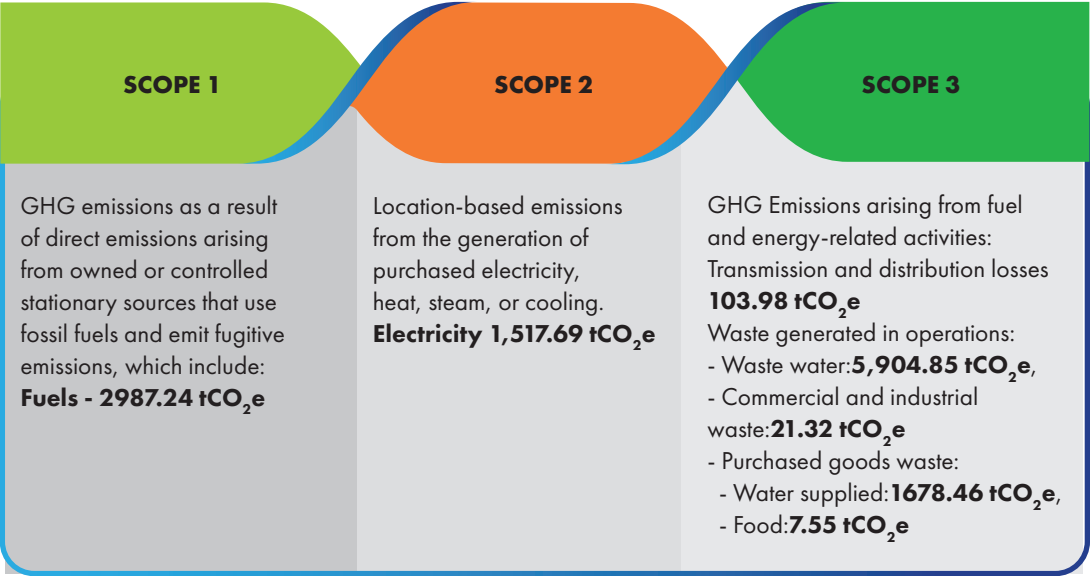 SCOPE 1
GHG emissions as a result
of direct emissions arising
from owned or controlled
stationary sources that use
fossil fuels and emit fugitive
emissions, which include:
Fuels - 2987.24 tCO₂e
SCOPE 2
Location-based emissions
from the generation of
purchased electricity,
heat, steam, or cooling.
Electricity 1,517.69 tCO₂e
SCOPE 3
GHG Emissions arising from fuel
and energy-related activities:
Transmission and distribution losses
103.98 tCO₂e
Waste generated in operations:
- Waste water:5,904.85 tCO₂e,
- Commercial and industrial
waste:21.32 tCO₂e
- Purchased goods waste:
- Water supplied:1678.46 tCO₂e,
- Food:7.55 tCO₂e